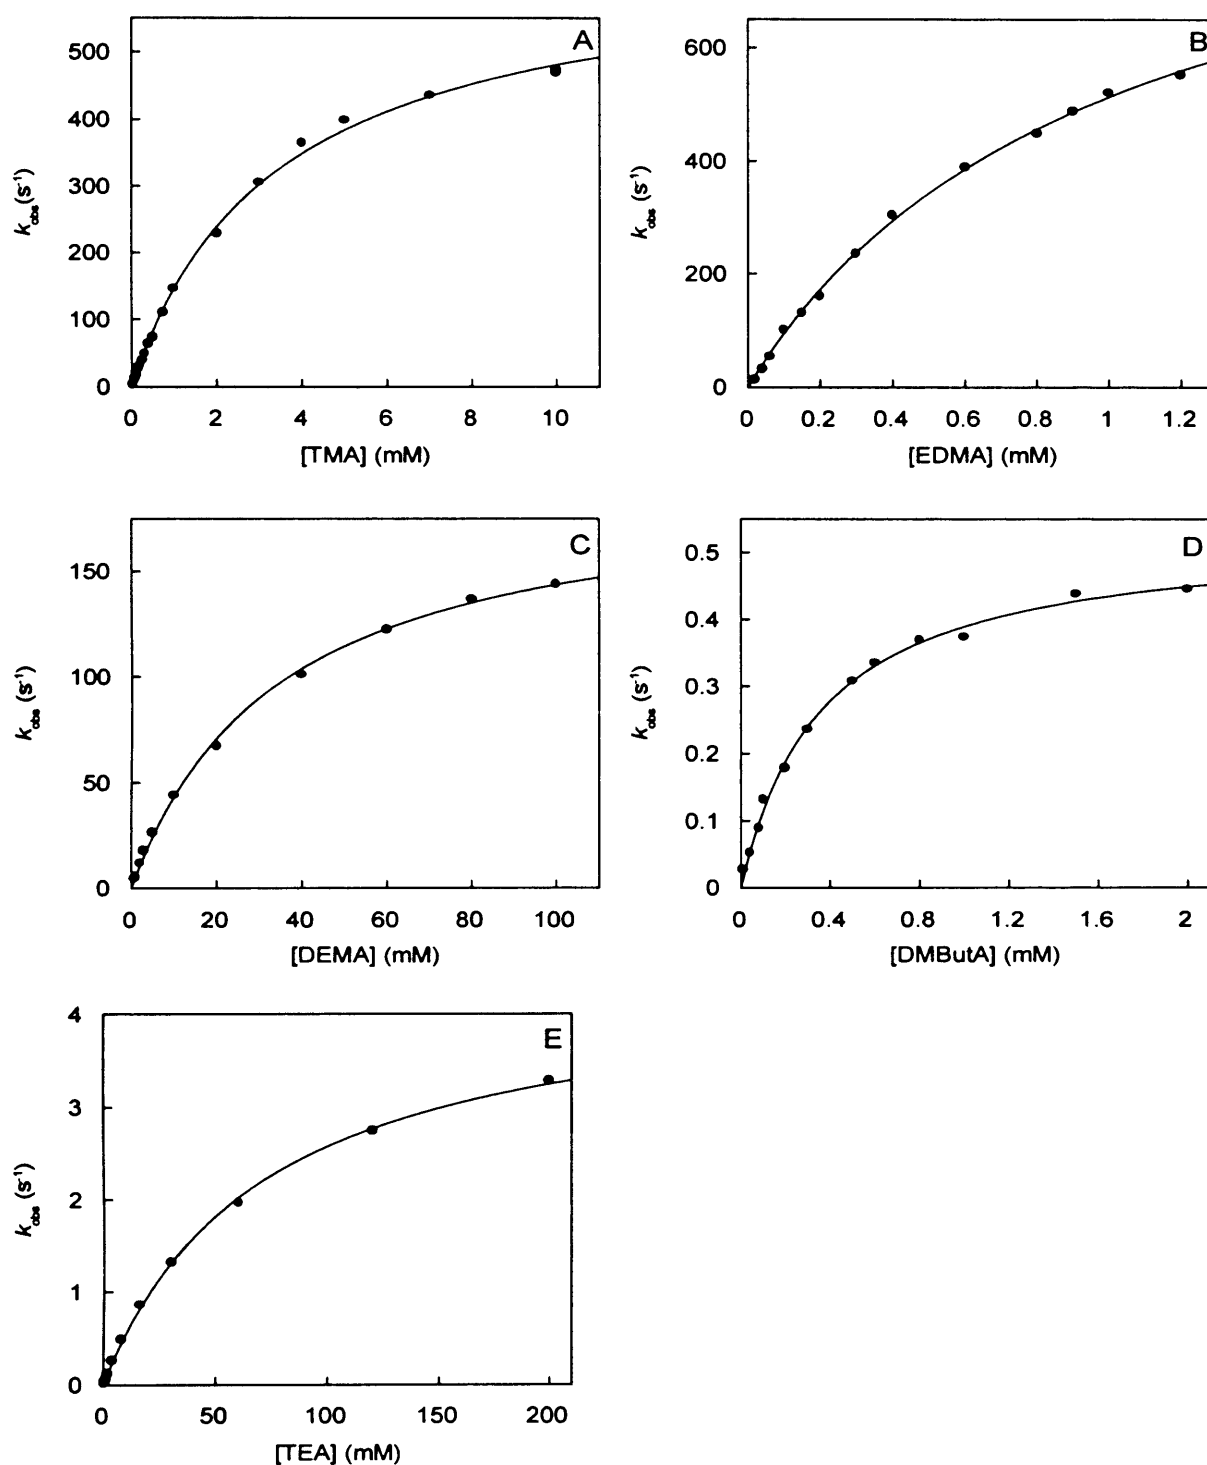 A
500
400
300
200
100
0
k_obs (s⁻¹)
0 2 4 6 8 10
[TMA] (mM)
B
600
400
200
0
k_obs (s⁻¹)
0 0.2 0.4 0.6 0.8 1 1.2
[EDMA] (mM)
C
150
100
50
0
k_obs (s⁻¹)
0 20 40 60 80 100
[DEMA] (mM)
D
0.5
0.4
0.3
0.2
0.1
0
k_obs (s⁻¹)
0 0.4 0.8 1.2 1.6 2
[DMButA] (mM)
E
4
3
2
1
0
k_obs (s⁻¹)
0 50 100 150 200
[TEA] (mM)